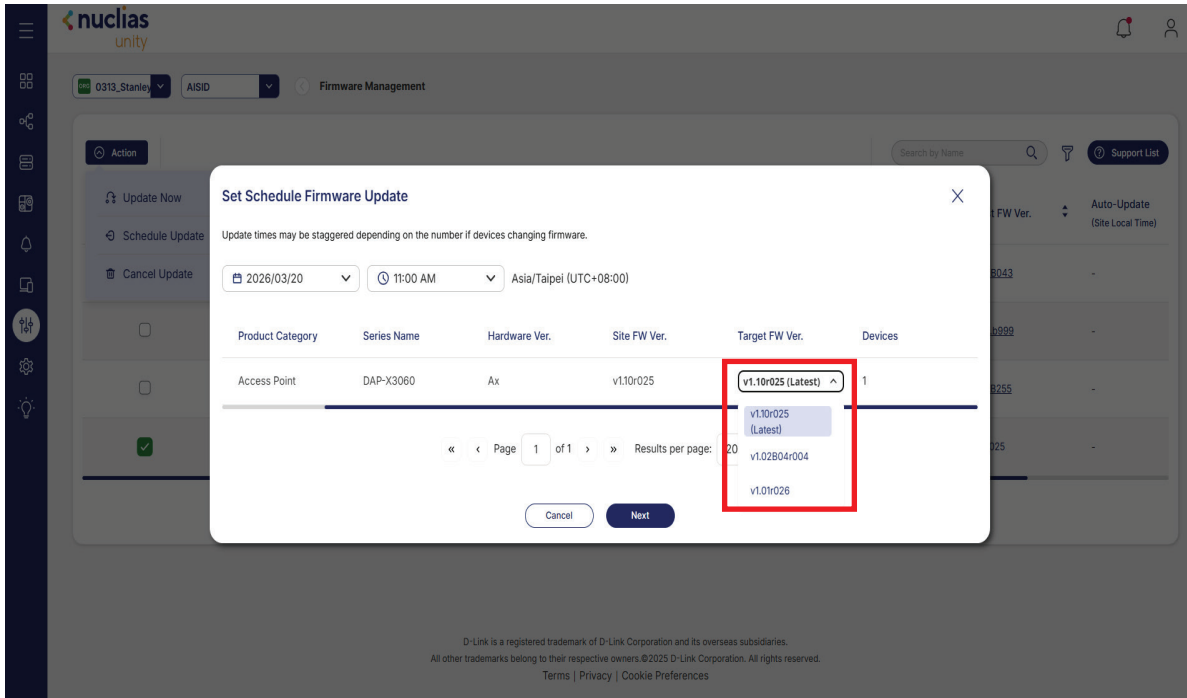 nuclias
unity
ORG 0313_Stanley AISID Firmware Management
Action Search by Name Support List
Update Now
Schedule Update
Cancel Update
t FW Ver. Auto-Update
(Site Local Time)
Set Schedule Firmware Update
Update times may be staggered depending on the number if devices changing firmware.
2026/03/20 11:00 AM Asia/Taipei (UTC+08:00)
Product Category Series Name Hardware Ver. Site FW Ver. Target FW Ver. Devices
Access Point DAP-X3060 Ax v1.10r025 v1.10r025 (Latest) 1
v1.10r025
(Latest)
v1.02B04r004
v1.01r026
« ‹ Page 1 of 1 › » Results per page: 20
Cancel Next
B043 -
b999 -
B255 -
025 -
D-Link is a registered trademark of D-Link Corporation and its overseas subsidiaries.
All other trademarks belong to their respective owners.©2025 D-Link Corporation. All rights reserved.
Terms | Privacy | Cookie Preferences